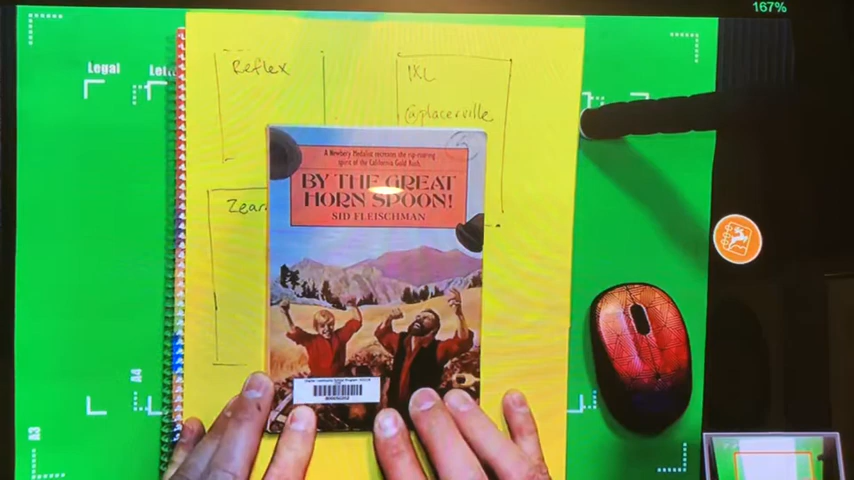 167%
Legal
Reflex
IXL
@placerville
A Newbery Medalist recreates the rip-roaring
spirit of the California Gold Rush.
BY THE GREAT
HORN SPOON!
SID FLEISCHMAN
Zearn
A4
A3